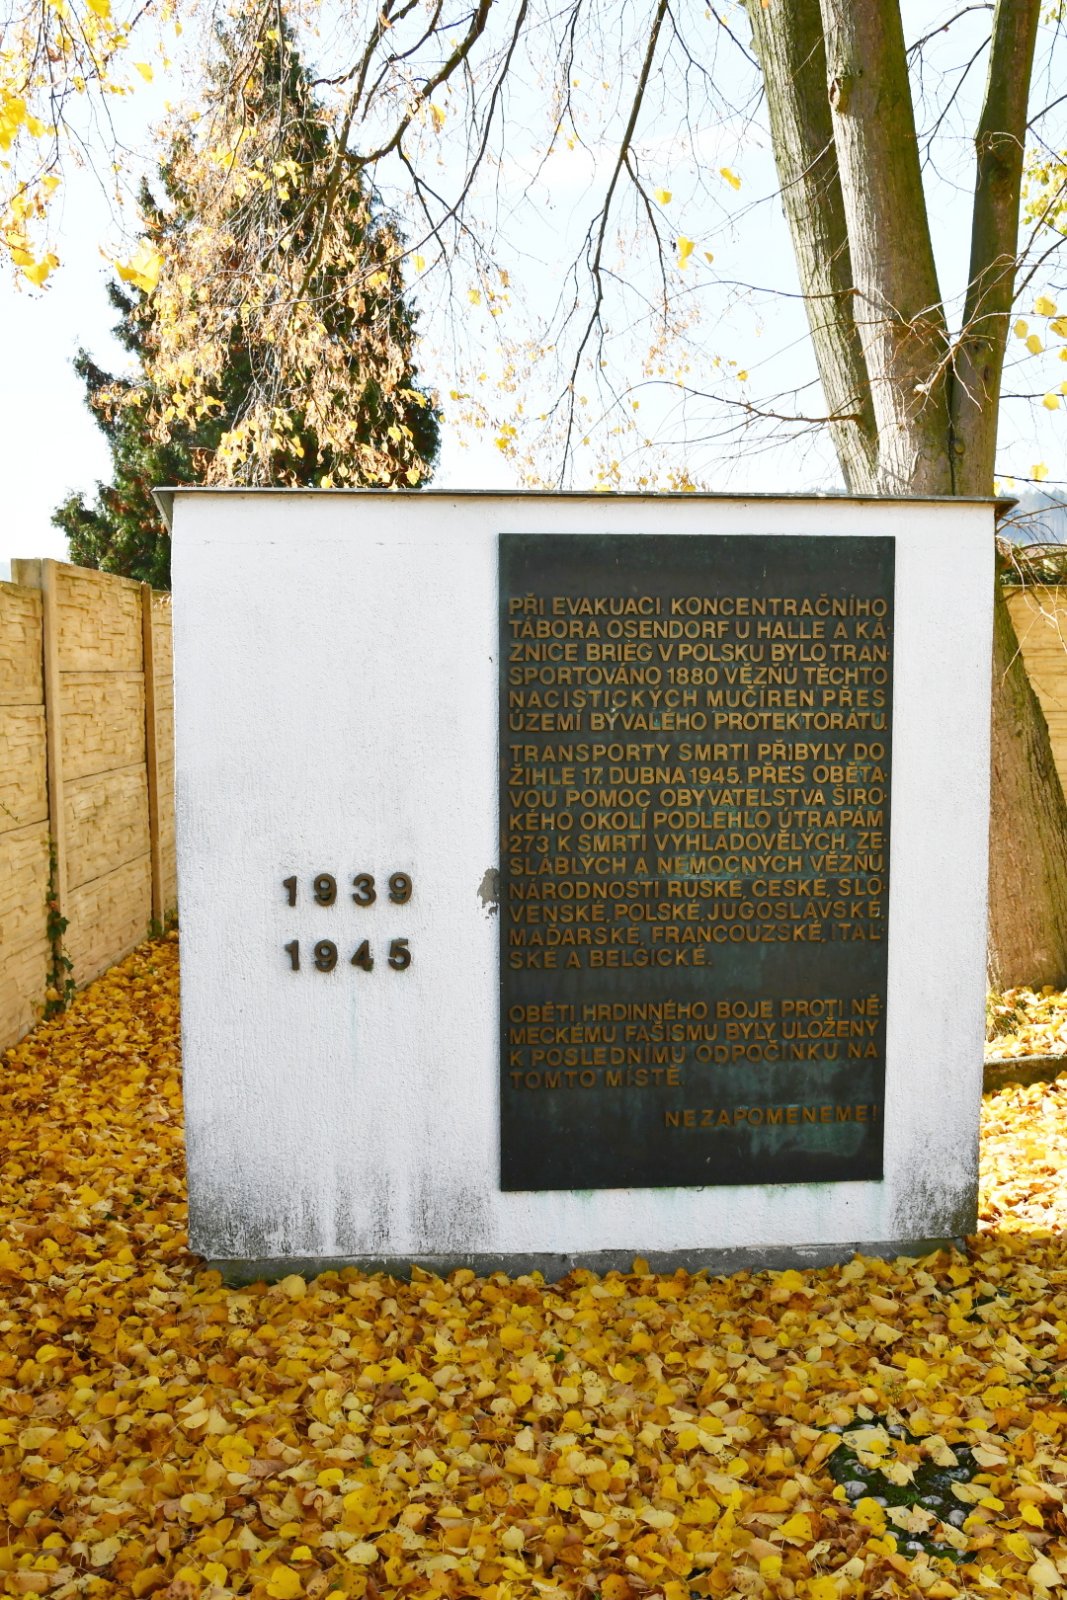 1939
1945
PŘI EVAKUACI KONCENTRAČNÍHO
TÁBORA OSENDORF U HALLE A KÁ-
ZNICE BRIEG V POLSKU BYLO TRAN-
SPORTOVÁNO 1880 VĚZŇŮ TĚCHTO
NACISTICKÝCH MUČÍREN PŘES
ÚZEMÍ BÝVALÉHO PROTEKTORÁTU.
TRANSPORTY SMRTI PŘIBYLY DO
ŽIHLE 17. DUBNA 1945. PŘES OBĚTA-
VOU POMOC OBYVATELSTVA ŠIRO-
KÉHO OKOLÍ PODLEHLO ÚTRAPÁM
273 K SMRTI VYHLADOVĚLÝCH, ZE-
SLÁBLÝCH A NEMOCNÝCH VĚZŇŮ
NÁRODNOSTI RUSKÉ, ČESKÉ, SLO-
VENSKÉ, POLSKÉ, JUGOSLÁVSKÉ,
MAĎARSKÉ, FRANCOUZSKÉ, ITAL-
SKÉ A BELGICKÉ.
OBĚTI HRDINNÉHO BOJE PROTI NĚ-
MECKÉMU FAŠISMU BYLY ULOŽENY
K POSLEDNÍMU ODPOČINKU NA
TOMTO MÍSTĚ.
NEZAPOMENEME!